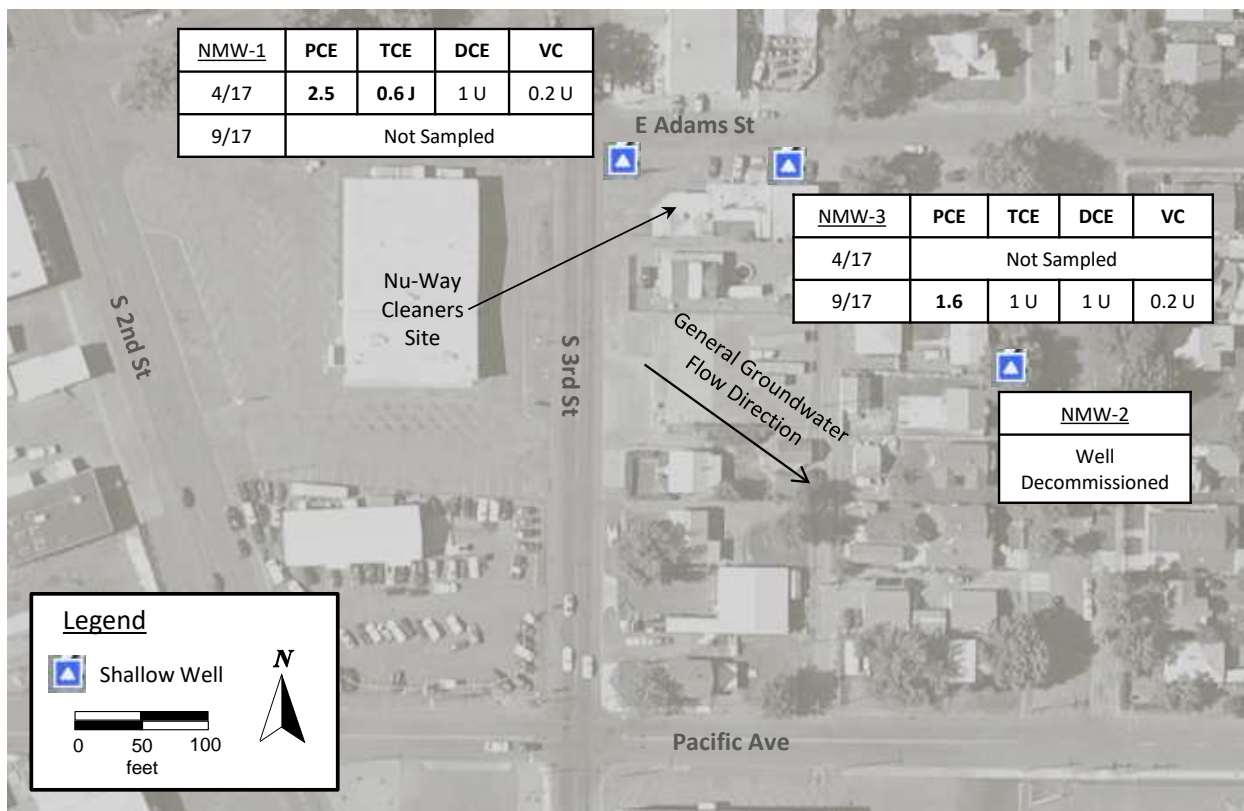 NMW-1 PCE TCE DCE VC
4/17 2.5 0.6 J 1 U 0.2 U
9/17 Not Sampled
E Adams St
NMW-3 PCE TCE DCE VC
4/17 Not Sampled
9/17 1.6 1 U 1 U 0.2 U
Nu-Way
Cleaners
Site
S 2nd St
S 3rd St
General Groundwater
Flow Direction
NMW-2
Well
Decommissioned
Legend
Shallow Well
N
0 50 100
feet
Pacific Ave